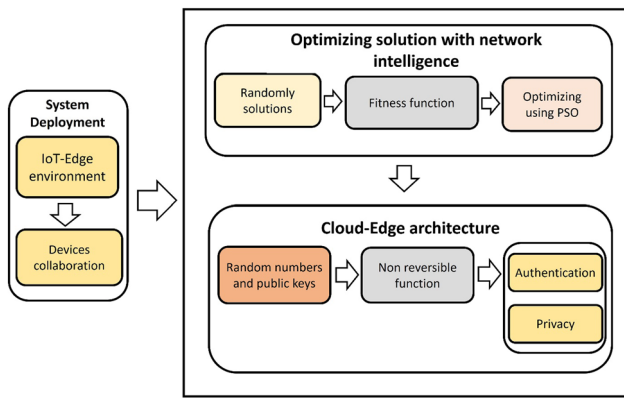 System
Deployment
IoT-Edge
environment
Devices
collaboration
Optimizing solution with network
intelligence
Randomly
solutions
Fitness function
Optimizing
using PSO
Cloud-Edge architecture
Random numbers
and public keys
Non reversible
function
Authentication
Privacy